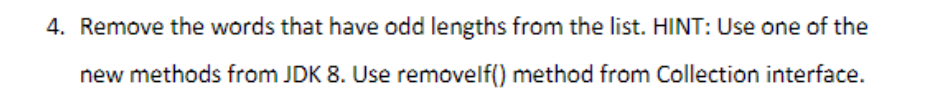 4. Remove the words that have odd lengths from the list. HINT: Use one of the
new methods from JDK 8. Use removeIf() method from Collection interface.